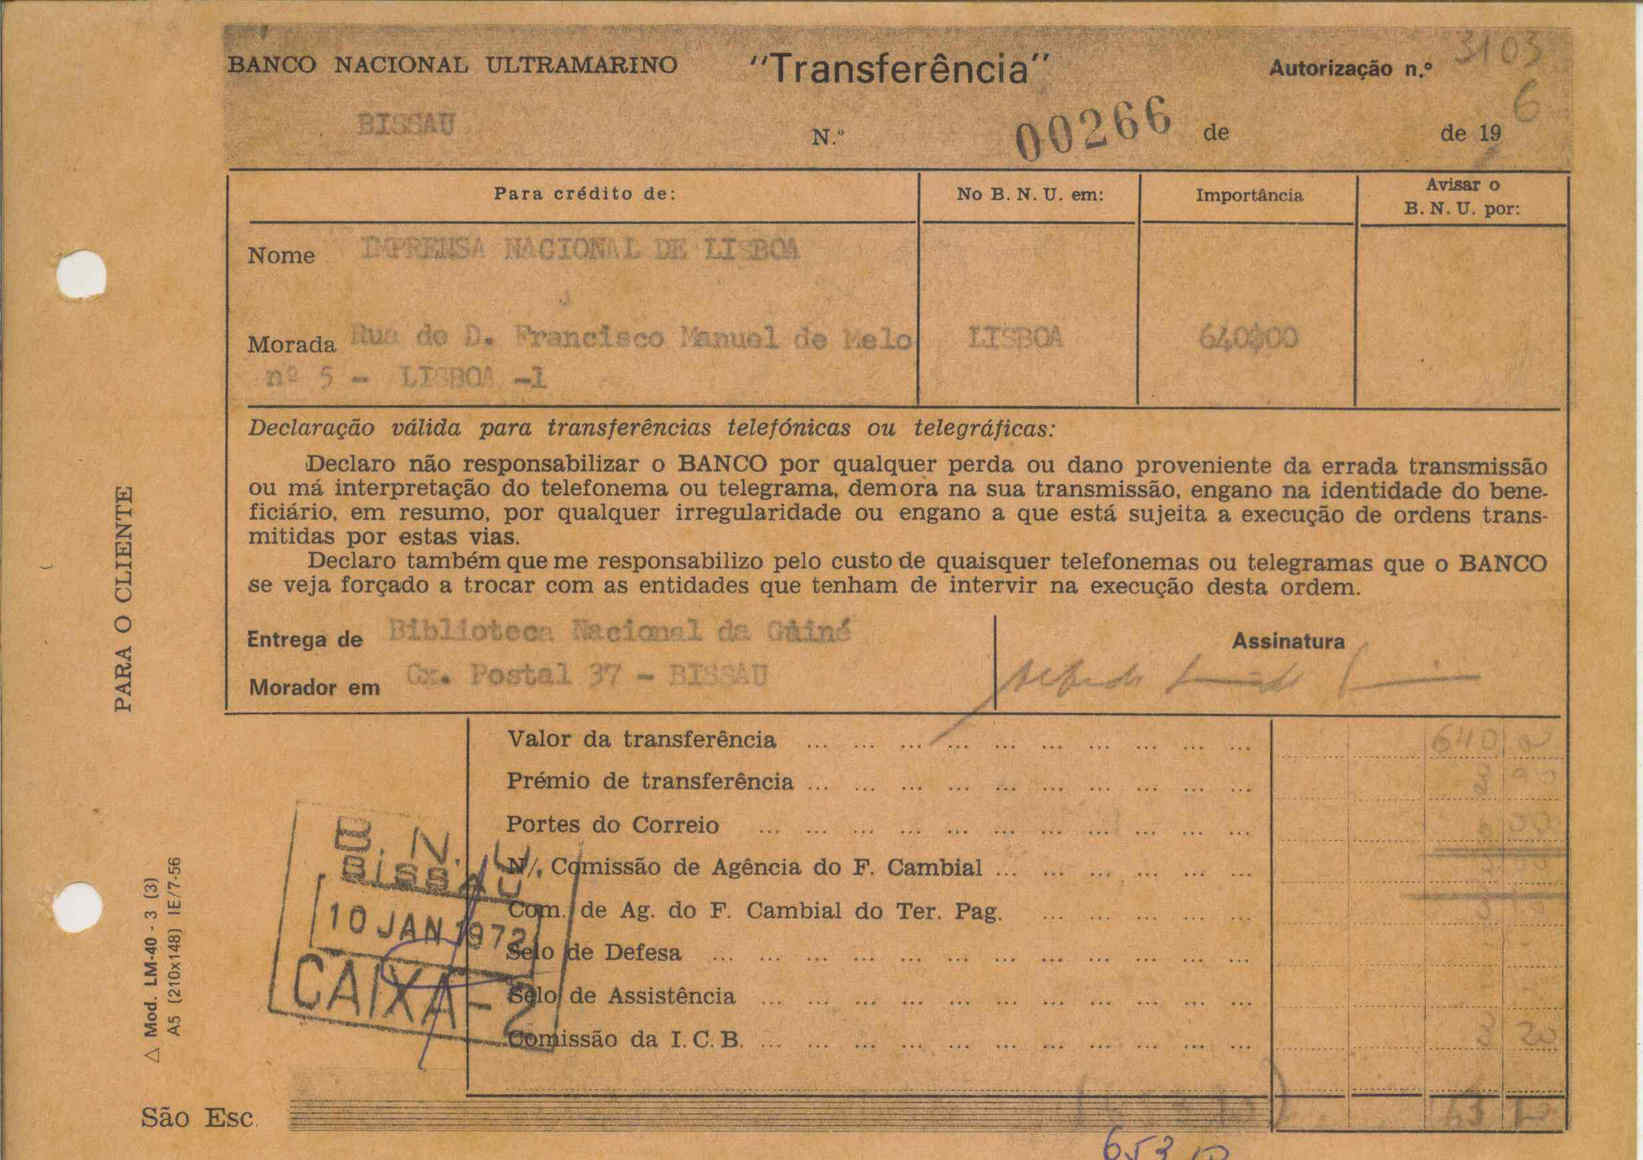 BANCO NACIONAL ULTRAMARINO "Transferência" Autorização n.º 3103
BISSAU N.º 00266 de de 19 6
Para crédito de: No B. N. U. em: Importância Avisar o B. N. U. por:
Nome IMPRENSA NACIONAL DE LISBOA
Morada Rua de D. Francisco Manuel de Melo LISBOA 640$00
nº 5 - LISBOA -1
Declaração válida para transferências telefónicas ou telegráficas:
Declaro não responsabilizar o BANCO por qualquer perda ou dano proveniente da errada transmissão
ou má interpretação do telefonema ou telegrama, demora na sua transmissão, engano na identidade do bene-
ficiário, em resumo, por qualquer irregularidade ou engano a que está sujeita a execução de ordens trans-
mitidas por estas vias.
Declaro também que me responsabilizo pelo custo de quaisquer telefonemas ou telegramas que o BANCO
se veja forçado a trocar com as entidades que tenham de intervir na execução desta ordem.
Entrega de Biblioteca Nacional da Guiné Assinatura
Morador em Cx. Postal 37 - BISSAU Alfredo
Valor da transferência ... ... ... ... ... ... ... ... ... ... 640
Prémio de transferência ... ... ... ... ... ... ... ... ... ...
Portes do Correio ... ... ... ... ... ... ... ... ... ... ...
N/. Comissão de Agência do F. Cambial ... ... ... ... ... ...
Com. de Ag. do F. Cambial do Ter. Pag. ... ... ... ... ...
Selo de Defesa ... ... ... ... ... ... ... ... ... ... ... ...
Selo de Assistência ... ... ... ... ... ... ... ... ... ... ...
Comissão da I. C. B. ... ... ... ... ... ... ... ... ... ... ... 3 20
São Esc.
653
B. N. U.
BISSAU
10 JAN 1972
CAIXA-2
PARA O CLIENTE
△ Mod. LM-40 - 3 (3)
A5 (210x148) IE/7-56